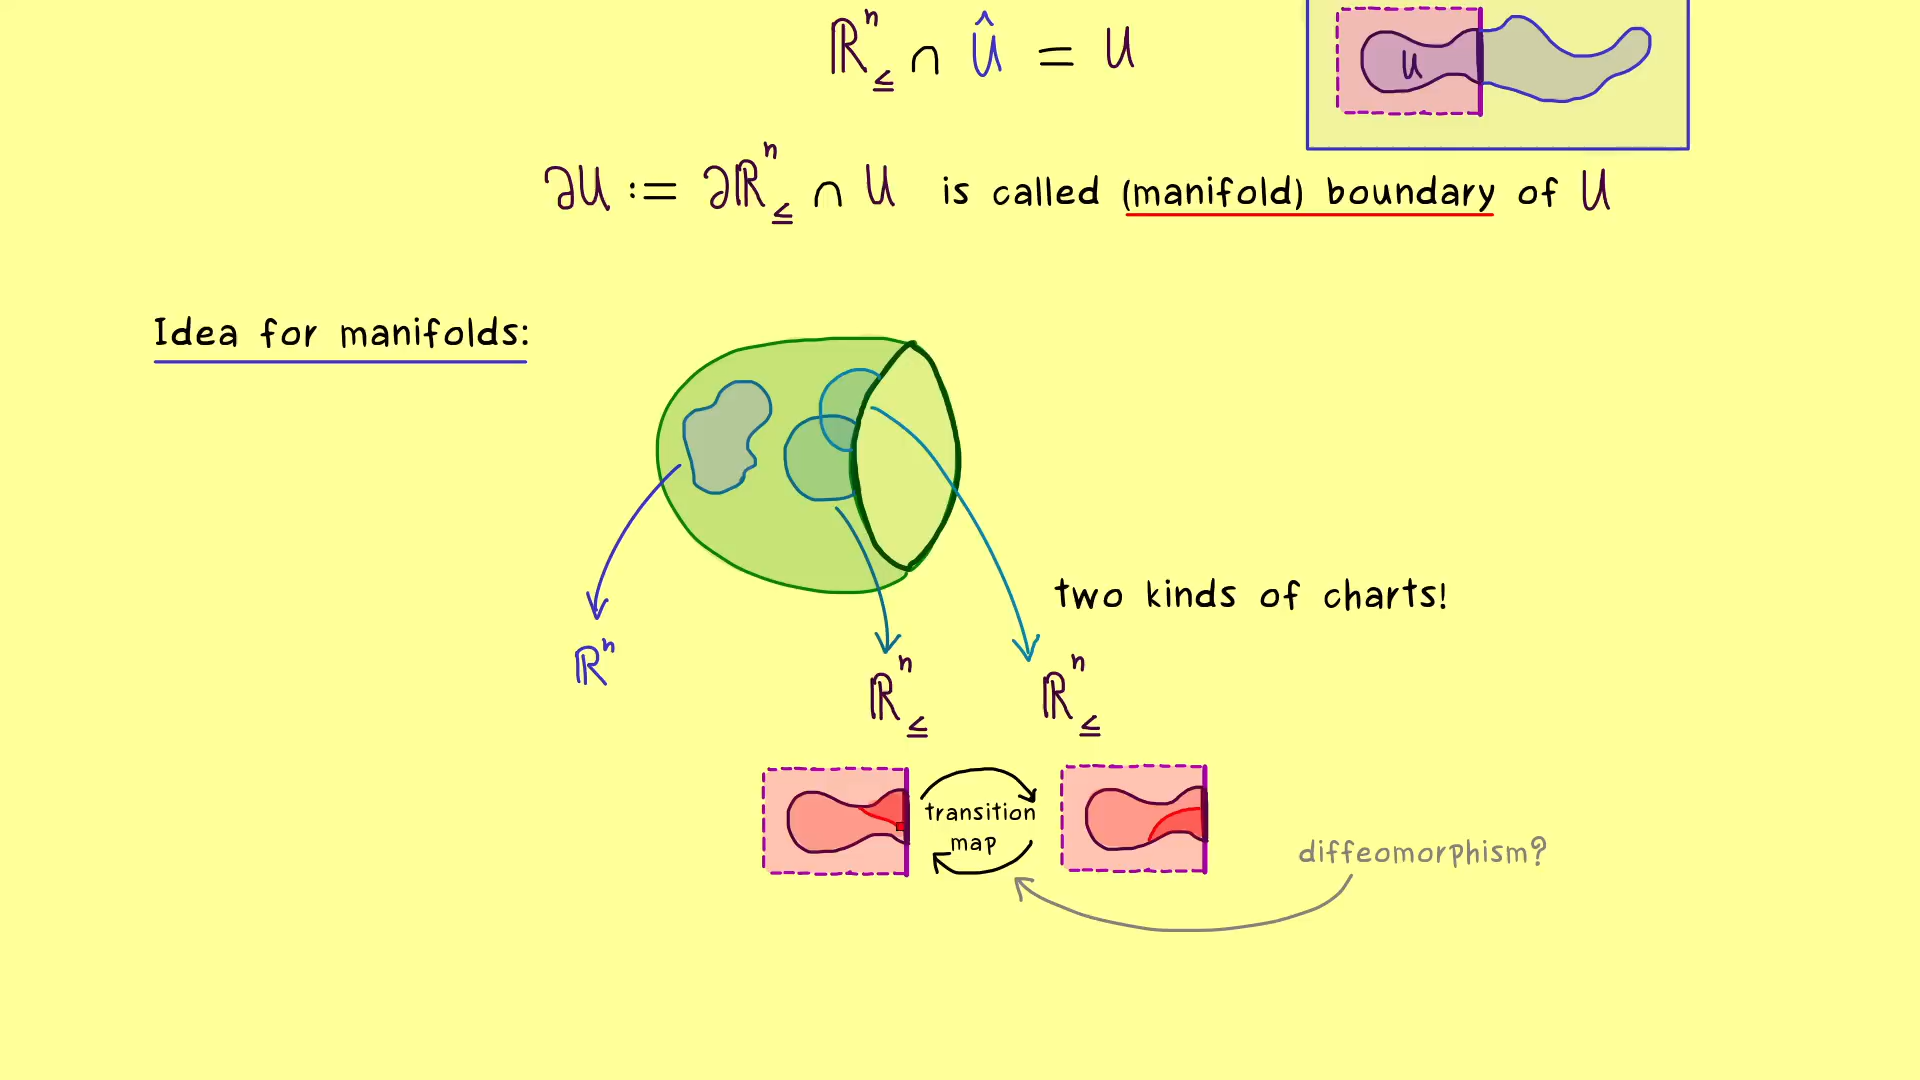 ℝⁿ≤ ∩ Û = U
U
∂U := ∂ℝⁿ≤ ∩ U is called (manifold) boundary of U
Idea for manifolds:
two kinds of charts!
ℝⁿ
ℝⁿ≤ ℝⁿ≤
transition
map
diffeomorphism?